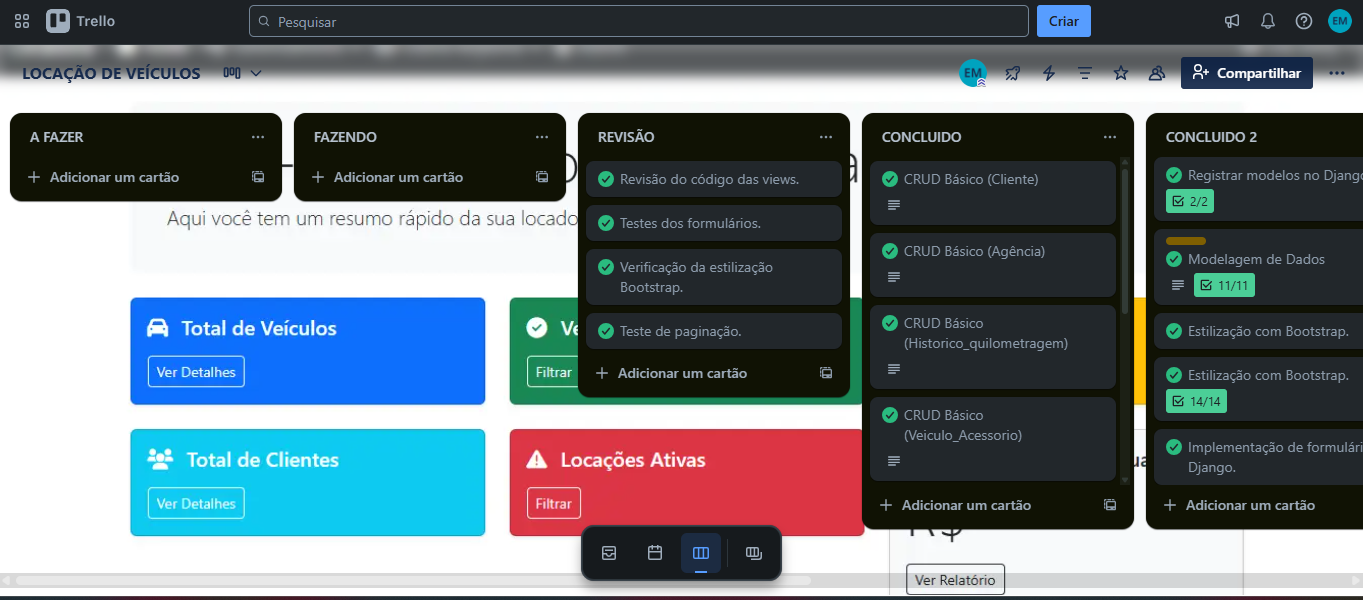 Trello
Pesquisar
Criar
EM
LOCAÇÃO DE VEÍCULOS
EM
Compartilhar
A FAZER
Adicionar um cartão
FAZENDO
Adicionar um cartão
REVISÃO
Revisão do código das views.
Testes dos formulários.
Verificação da estilização
Bootstrap.
Teste de paginação.
Adicionar um cartão
CONCLUIDO
CRUD Básico (Cliente)
CRUD Básico (Agência)
CRUD Básico
(Historico_quilometragem)
CRUD Básico
(Veiculo_Acessorio)
Adicionar um cartão
CONCLUIDO 2
Registrar modelos no Django
2/2
Modelagem de Dados
11/11
Estilização com Bootstrap.
Estilização com Bootstrap.
14/14
Implementação de formulári
Django.
Adicionar um cartão
Aqui você tem um resumo rápido da sua locado
Total de Veículos
Ver Detalhes
Filtrar
Total de Clientes
Ver Detalhes
Locações Ativas
Filtrar
R$
Ver Relatório